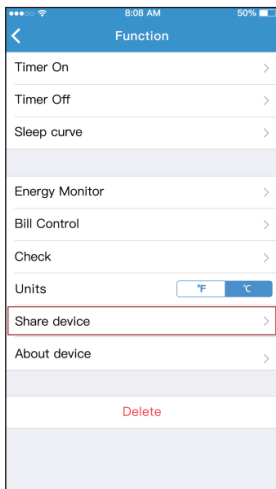 8:08 AM 50%
Function
Timer On
Timer Off
Sleep curve
Energy Monitor
Bill Control
Check
Units ℉ ℃
Share device
About device
Delete